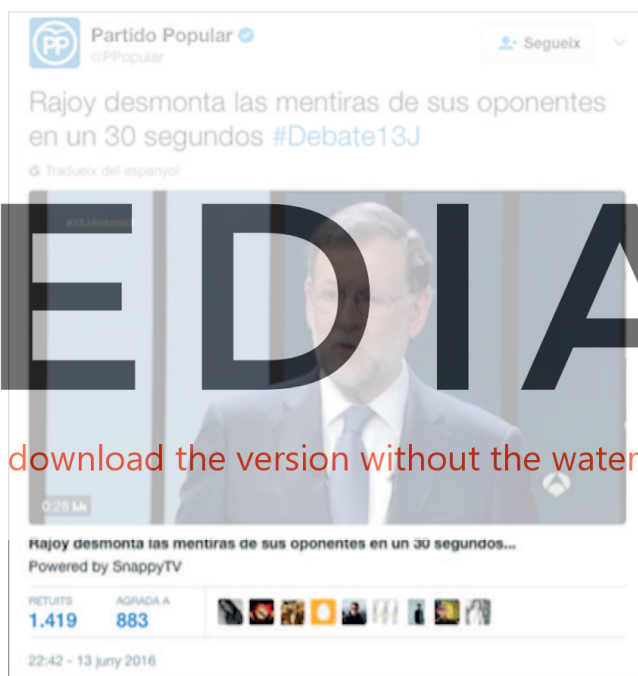 Partido Popular
@PPopular
Segueix
Rajoy desmonta las mentiras de sus oponentes
en un 30 segundos #Debate13J
Tradueix del espanyol
EDIA
download the version without the water
0:28
Rajoy desmonta las mentiras de sus oponentes en un 30 segundos...
Powered by SnappyTV
RETUITS AGRADA A
1.419 883
22:42 - 13 juny 2016